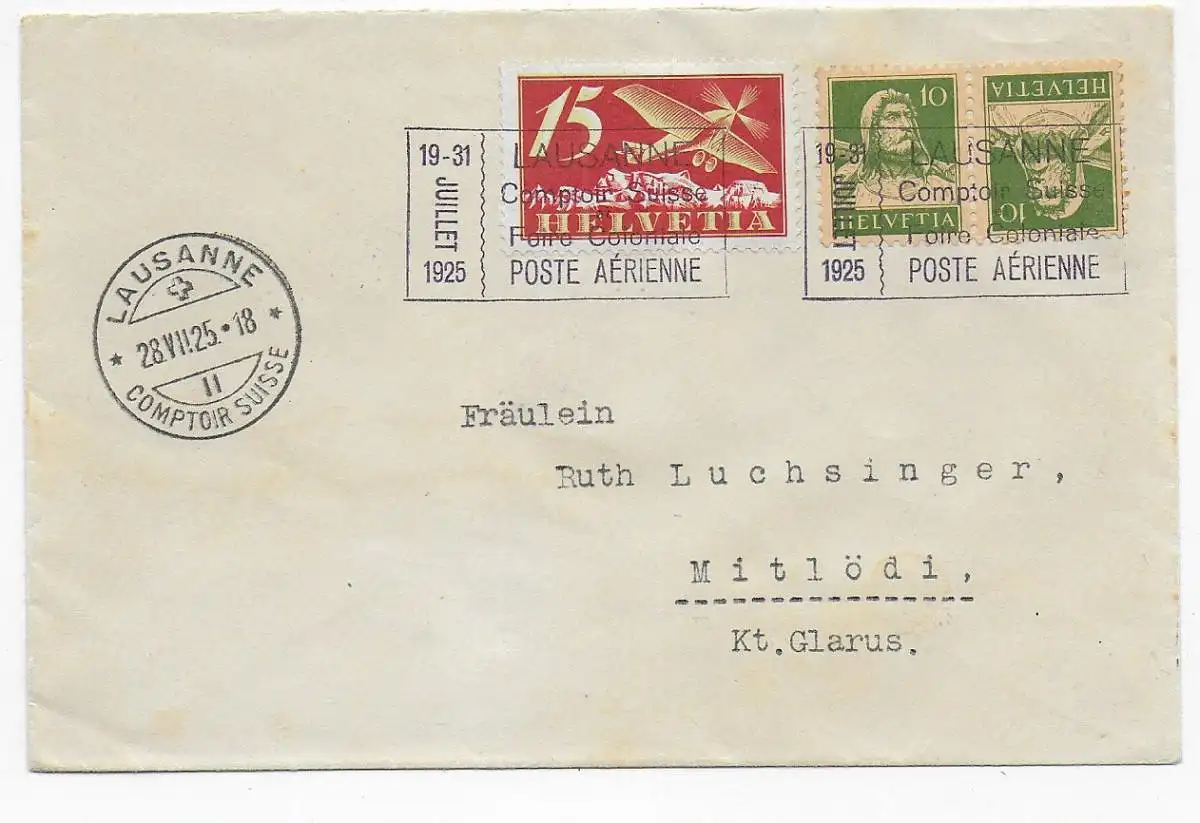 15
HELVETIA
10
HELVETIA
HELVETIA
10
19-31
JUILLET
1925
LAUSANNE
Comptoir Suisse
et
Foire Coloniale
POSTE AÉRIENNE
19-31
JUILLET
1925
LAUSANNE
Comptoir Suisse
Foire Coloniale
POSTE AÉRIENNE
LAUSANNE
28.VII.25.•18
II
COMPTOIR SUISSE
Fräulein
Ruth Luchsinger,
Mitlödi,
Kt.Glarus.